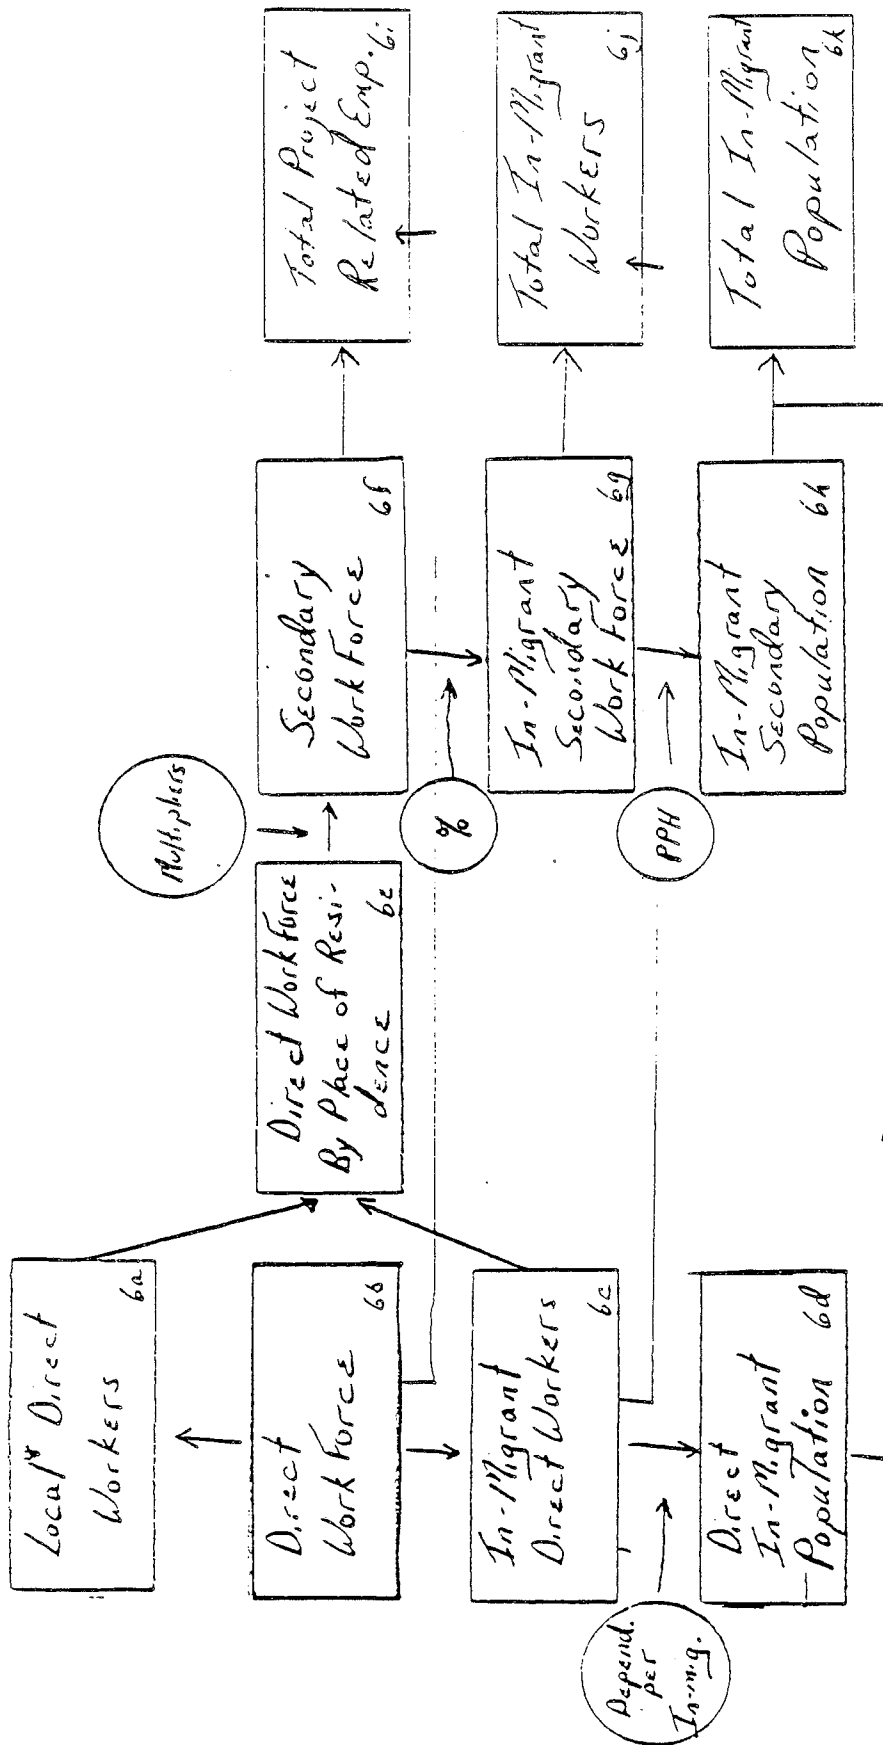 Local* Direct
Workers
6a
Direct
Work Force
6b
In-Migrant
Direct Workers
6c
Depend.
per
In-mig.
Direct
In-Migrant
Population 6d
Direct Work Force
By Place of Resi-
dence
6e
Multipliers
%
PPH
Secondary
Work Force
6f
In-Migrant
Secondary
Work Force 6g
In-Migrant
Secondary
Population 6h
Total Project
Related Emp.
6i
Total In-Migrant
Workers
6j
Total In-Migrant
Population
6k